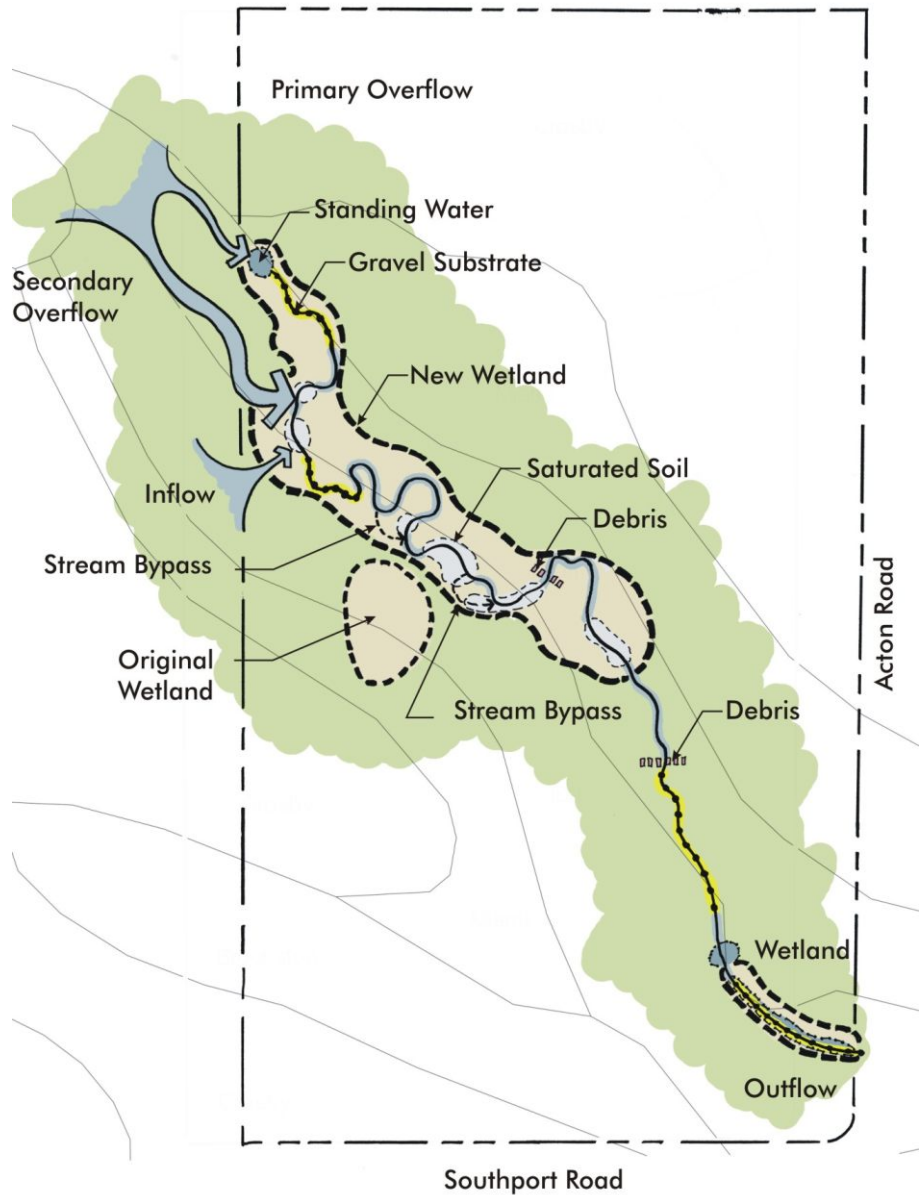 Primary Overflow
Standing Water
Gravel Substrate
Secondary
Overflow
New Wetland
Saturated Soil
Inflow
Debris
Stream Bypass
Original
Wetland
Stream Bypass
Debris
Acton Road
Wetland
Outflow
Southport Road